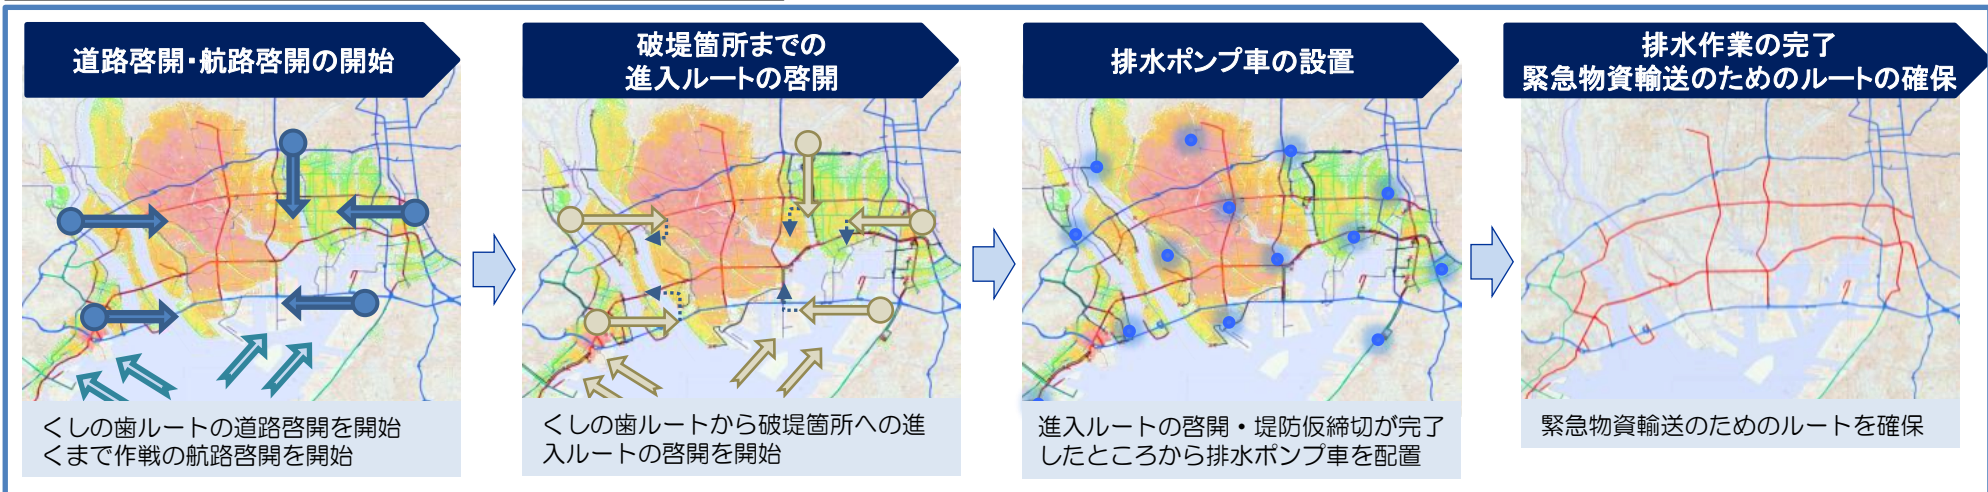 道路啓開・航路啓開の開始
くしの歯ルートの道路啓開を開始
くまで作戦の航路啓開を開始
破堤箇所までの
進入ルートの啓開
くしの歯ルートから破堤箇所への進
入ルートの啓開を開始
排水ポンプ車の設置
進入ルートの啓開・堤防仮締切が完了
したところから排水ポンプ車を配置
排水作業の完了
緊急物資輸送のためのルートの確保
緊急物資輸送のためのルートを確保